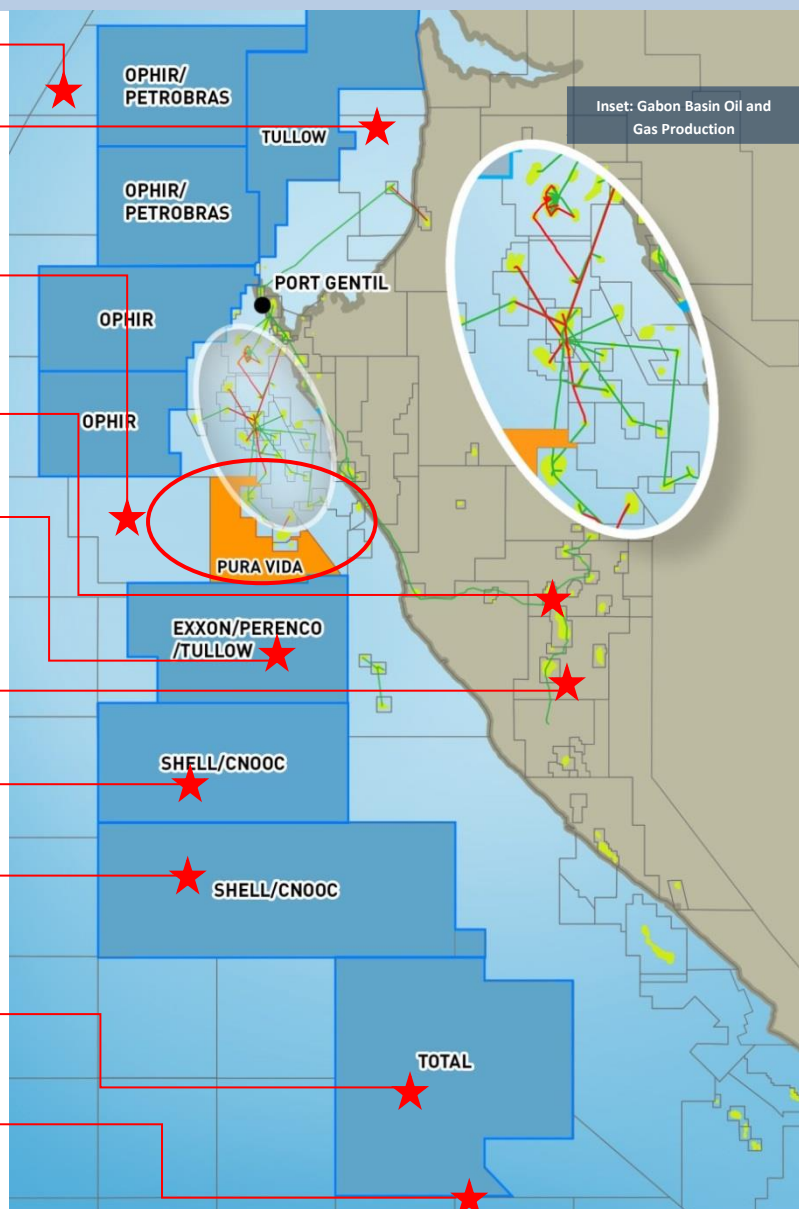 OPHIR/
PETROBRAS
Inset: Gabon Basin Oil and
Gas Production
TULLOW
OPHIR/
PETROBRAS
PORT GENTIL
OPHIR
OPHIR
PURA VIDA
EXXON/PERENCO
/TULLOW
SHELL/CNOOC
SHELL/CNOOC
TOTAL